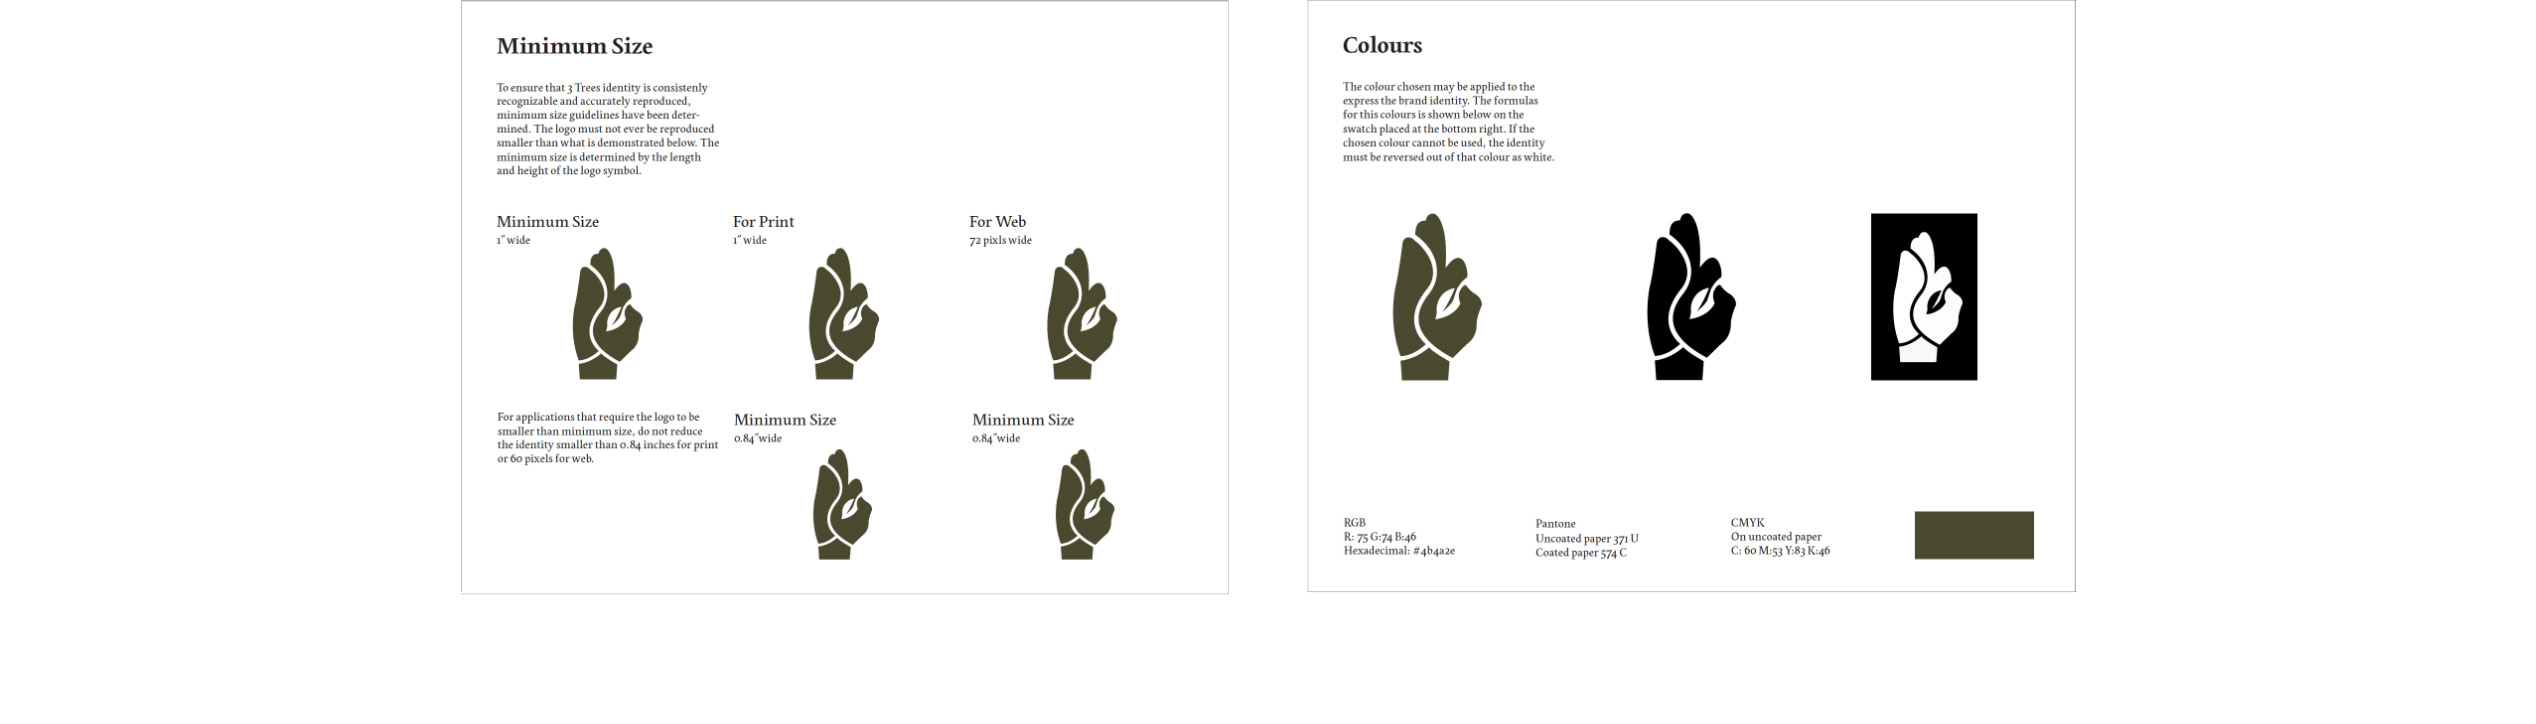 Minimum Size
To ensure that 3 Trees identity is consistenly
recognizable and accurately reproduced,
minimum size guidelines have been deter-
mined. The logo must not ever be reproduced
smaller than what is demonstrated below. The
minimum size is determined by the length
and height of the logo symbol.
Minimum Size
1" wide
For Print
1" wide
For Web
72 pixls wide
For applications that require the logo to be
smaller than minimum size, do not reduce
the identity smaller than 0.84 inches for print
or 60 pixels for web.
Minimum Size
0.84"wide
Minimum Size
0.84"wide
Colours
The colour chosen may be applied to the
express the brand identity. The formulas
for this colours is shown below on the
swatch placed at the bottom right. If the
chosen colour cannot be used, the identity
must be reversed out of that colour as white.
RGB
R: 75 G:74 B:46
Hexadecimal: #4b4a2e
Pantone
Uncoated paper 371 U
Coated paper 574 C
CMYK
On uncoated paper
C: 60 M:53 Y:83 K:46